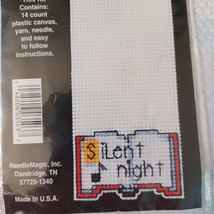 Contains:
14 count
plastic canvas,
yarn, needle,
and easy
to follow
instructions.
Silent
night
NeedleMagic, Inc.
Dandridge, TN
37725-1340
Made in U.S.A.